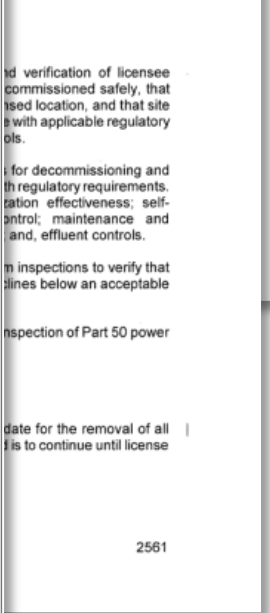 nd verification of licensee
commissioned safely, that
nsed location, and that site
e with applicable regulatory
ols.
s for decommissioning and
th regulatory requirements.
zation effectiveness; self-
ontrol; maintenance and
; and, effluent controls.
m inspections to verify that
clines below an acceptable
nspection of Part 50 power
date for the removal of all
d is to continue until license
2561